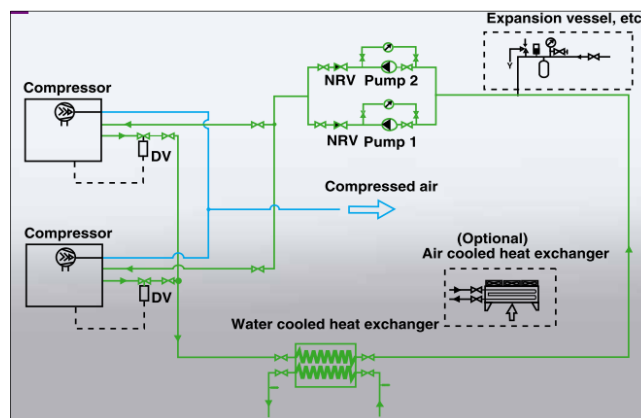 Expansion vessel, etc
Compressor
NRV Pump 2
DV
NRV Pump 1
Compressed air
Compressor
(Optional)
Air cooled heat exchanger
DV
Water cooled heat exchanger